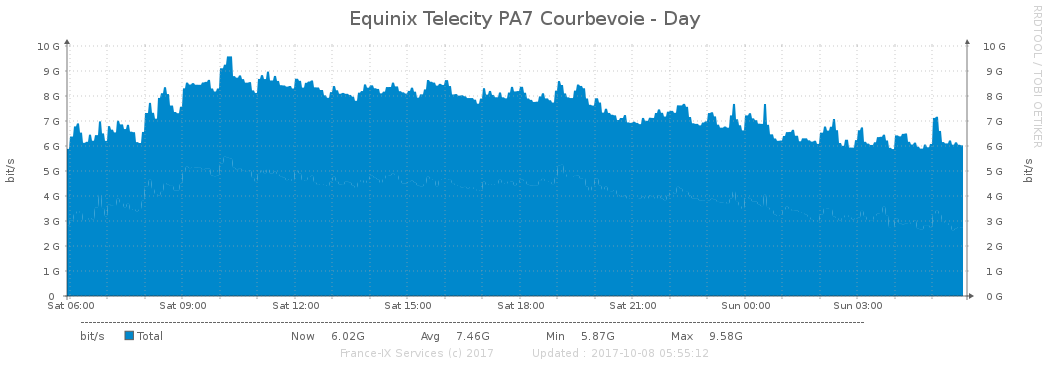 Equinix Telecity PA7 Courbevoie - Day
RRDTOOL / TOBI OETIKER
bit/s
10 G 10 G
9 G 9 G
8 G 8 G
7 G 7 G
6 G 6 G
5 G 5 G
4 G 4 G
3 G 3 G
2 G 2 G
1 G 1 G
0 0 G
bit/s
Sat 06:00 Sat 09:00 Sat 12:00 Sat 15:00 Sat 18:00 Sat 21:00 Sun 00:00 Sun 03:00
bit/s Total Now 6.02G Avg 7.46G Min 5.87G Max 9.58G
France-IX Services (c) 2017 Updated : 2017-10-08 05:55:12